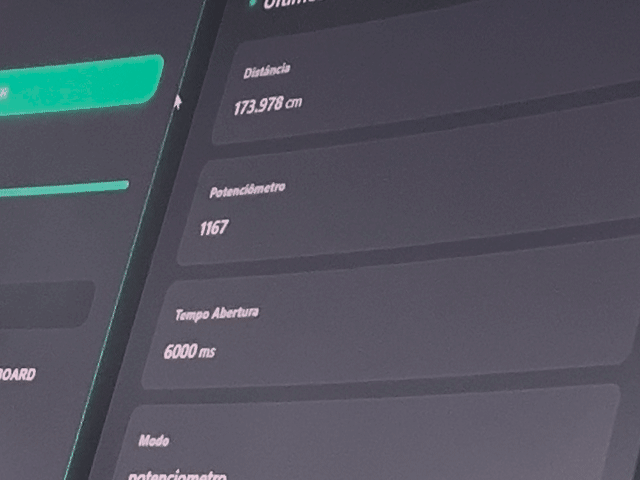 Distância
173.978 cm
Potenciômetro
1167
Tempo Abertura
6000 ms
Modo
potenciometro